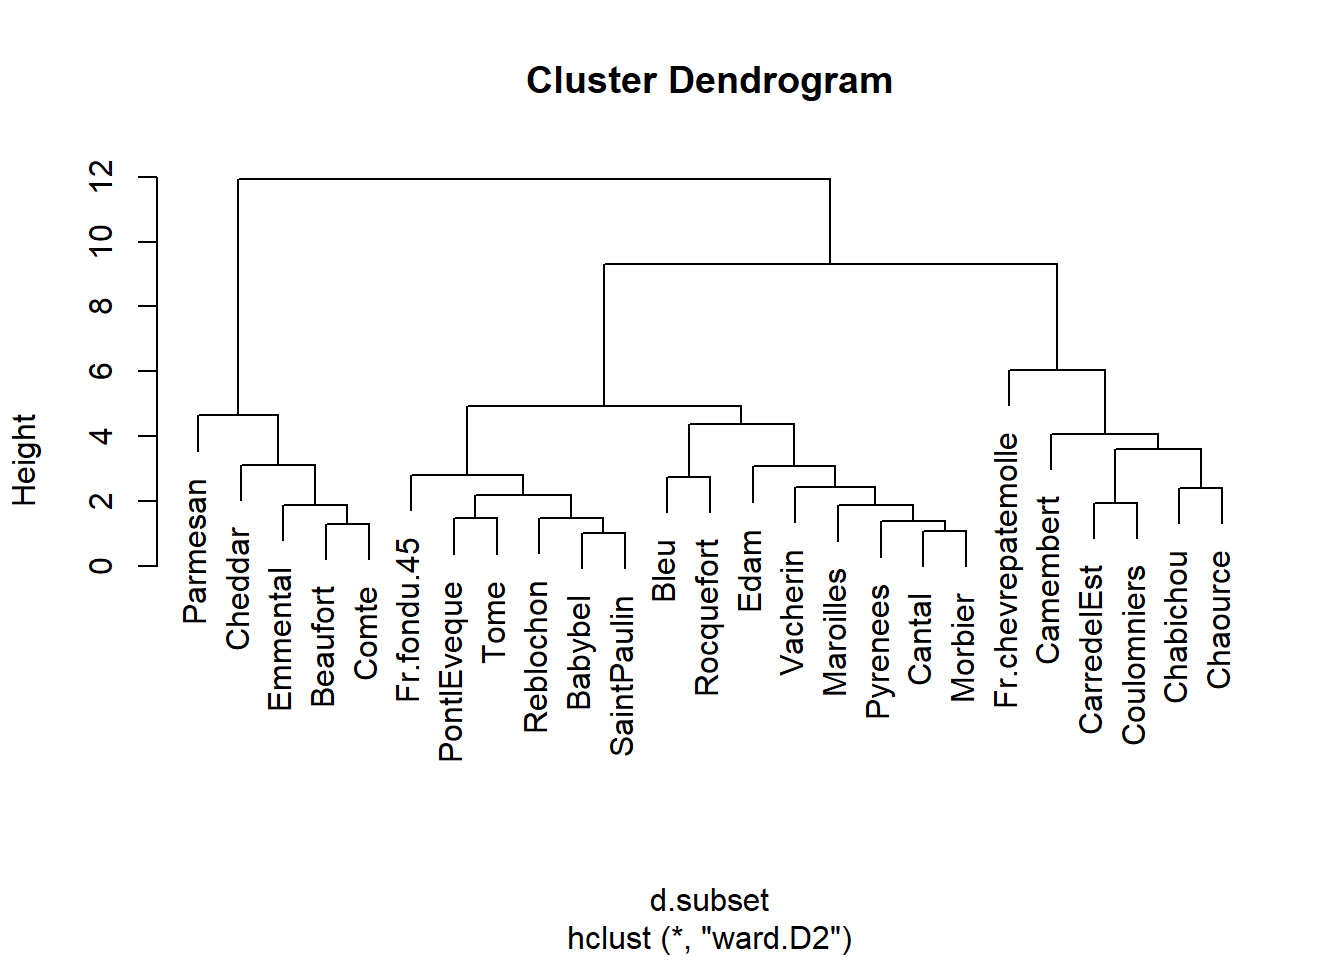 Cluster Dendrogram
Height
12
10
8
6
4
2
0
Parmesan
Cheddar
Emmental
Beaufort
Comte
Fr.fondu.45
PontlEveque
Tome
Reblochon
Babybel
SaintPaulin
Bleu
Rocquefort
Edam
Vacherin
Maroilles
Pyrenees
Cantal
Morbier
Fr.chevrepatemolle
Camembert
CarredelEst
Coulomniers
Chabichou
Chaource
d.subset
hclust (*, "ward.D2")